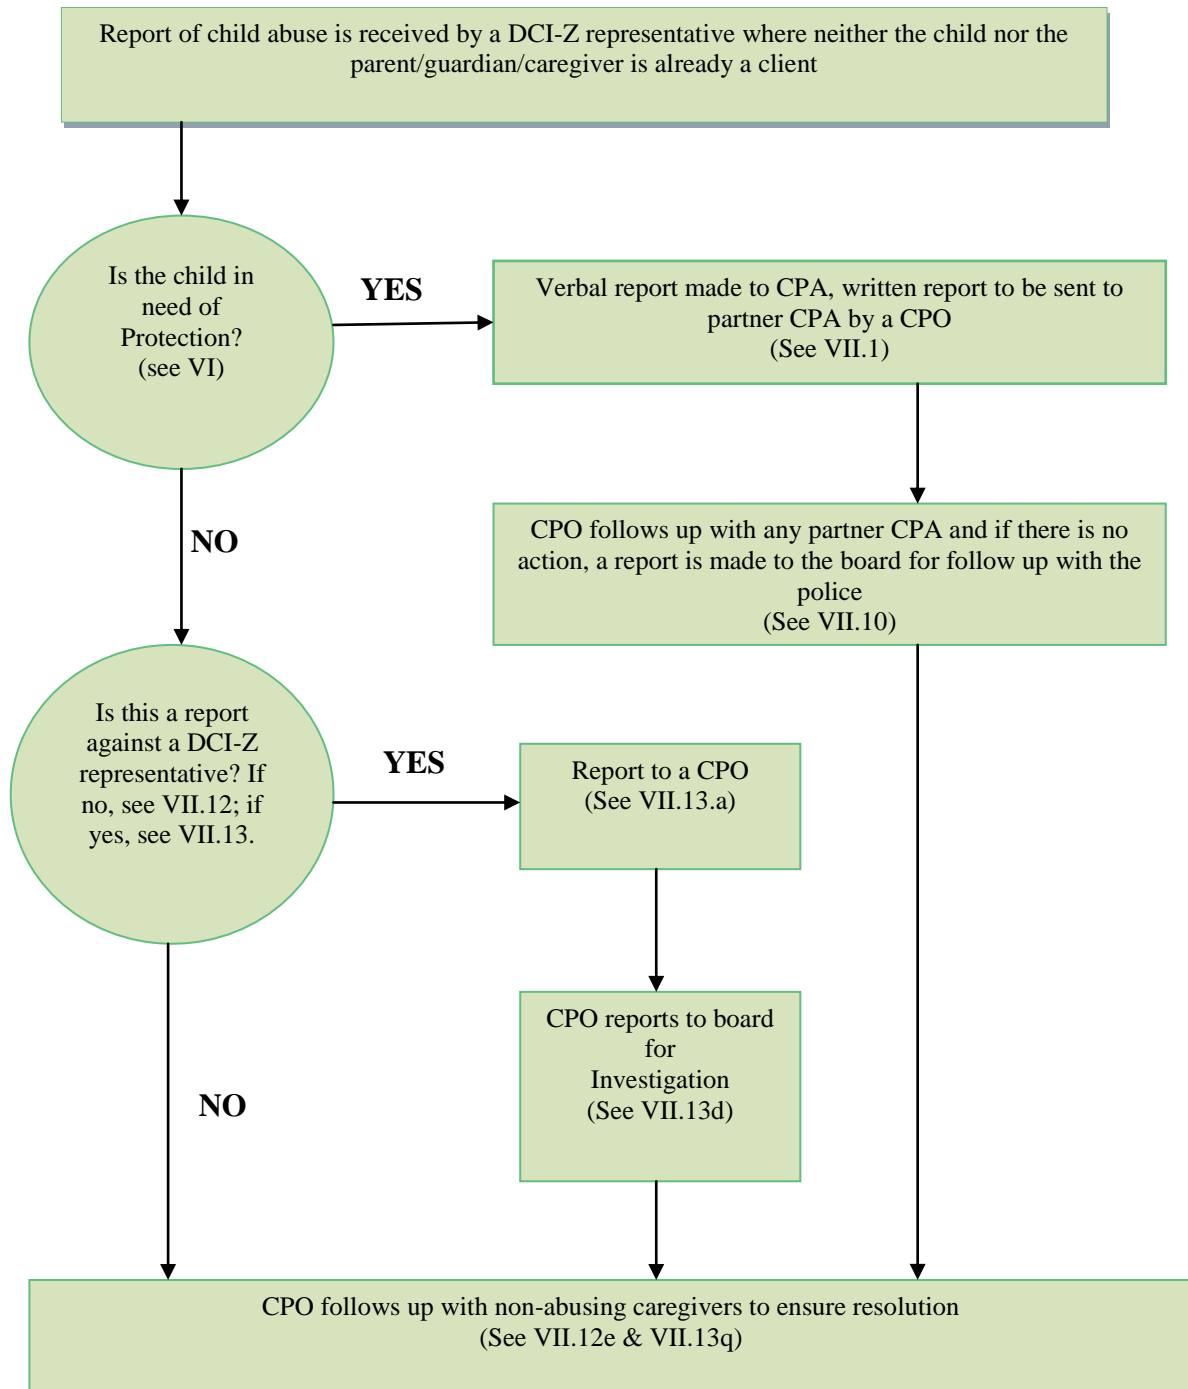 Report of child abuse is received by a DCI-Z representative where neither the child nor the
parent/guardian/caregiver is already a client
Is the child in
need of
Protection?
(see VI)
YES
Verbal report made to CPA, written report to be sent to
partner CPA by a CPO
(See VII.1)
NO
CPO follows up with any partner CPA and if there is no
action, a report is made to the board for follow up with the
police
(See VII.10)
Is this a report
against a DCI-Z
representative? If
no, see VII.12; if
yes, see VII.13.
YES
Report to a CPO
(See VII.13.a)
CPO reports to board
for
Investigation
(See VII.13d)
NO
CPO follows up with non-abusing caregivers to ensure resolution
(See VII.12e & VII.13q)